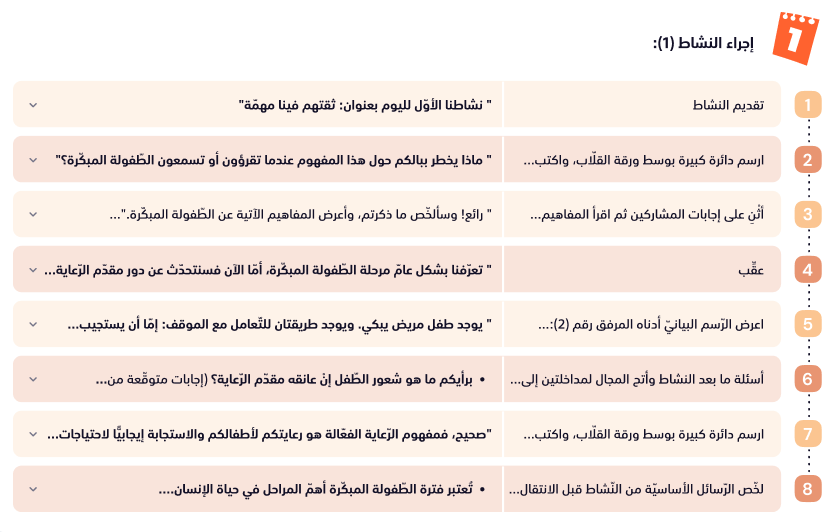 1
إجراء النشاط (1):
1
تقديم النشاط
" نشاطنا الأوّل لليوم بعنوان: ثقتهم فينا مهمّة"
2
ارسم دائرة كبيرة بوسط ورقة القلّاب، واكتب...
" ماذا يخطر ببالكم حول هذا المفهوم عندما تقرؤون أو تسمعون الطّفولة المبكّرة؟"
3
أثْنِ على إجابات المشاركين ثم اقرأ المفاهيم...
" رائع! وسألخّص ما ذكرتم، وأعرض المفاهيم الآتية عن الطّفولة المبكّرة."...
4
عقّب
" تعرّفنا بشكل عامّ مرحلة الطّفولة المبكّرة، أمّا الآن فسنتحدّث عن دور مقدّم الرّعاية...
5
اعرض الرّسم البيانيّ أدناه المرفق رقم (2):...
" يوجد طفل مريض يبكي. ويوجد طريقتان للتّعامل مع الموقف: إمّا أن يستجيب...
6
أسئلة ما بعد النشاط وأتح المجال لمداخلتين إلى...
• برأيكم ما هو شعور الطّفل إنْ عانقه مقدّم الرّعاية؟ (إجابات متوقّعة من...
7
ارسم دائرة كبيرة بوسط ورقة القلّاب، واكتب...
"صحيح، فمفهوم الرّعاية الفعّالة هو رعايتكم لأطفالكم والاستجابة إيجابيًّا لاحتياجات...
8
لخّص الرّسائل الأساسيّة من النّشاط قبل الانتقال...
• تُعتبر فترة الطّفولة المبكّرة أهمّ المراحل في حياة الإنسان....